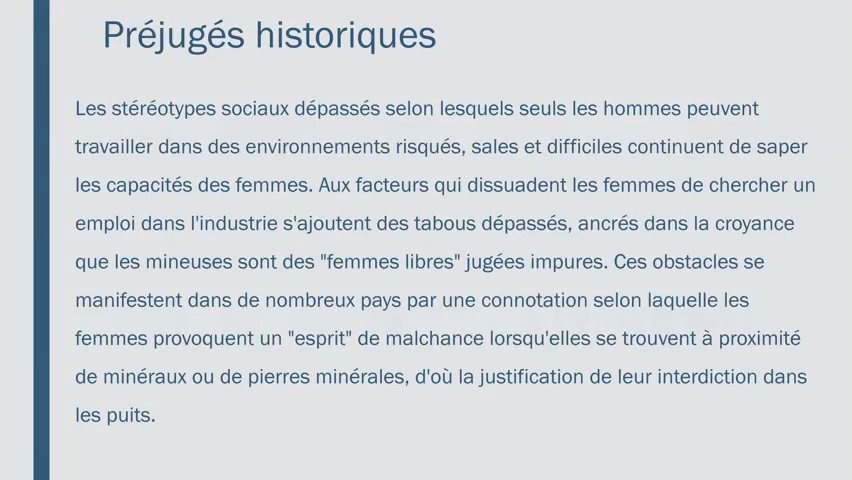 Préjugés historiques
Les stéréotypes sociaux dépassés selon lesquels seuls les hommes peuvent
travailler dans des environnements risqués, sales et difficiles continuent de saper
les capacités des femmes. Aux facteurs qui dissuadent les femmes de chercher un
emploi dans l'industrie s'ajoutent des tabous dépassés, ancrés dans la croyance
que les mineuses sont des "femmes libres" jugées impures. Ces obstacles se
manifestent dans de nombreux pays par une connotation selon laquelle les
femmes provoquent un "esprit" de malchance lorsqu'elles se trouvent à proximité
de minéraux ou de pierres minérales, d'où la justification de leur interdiction dans
les puits.